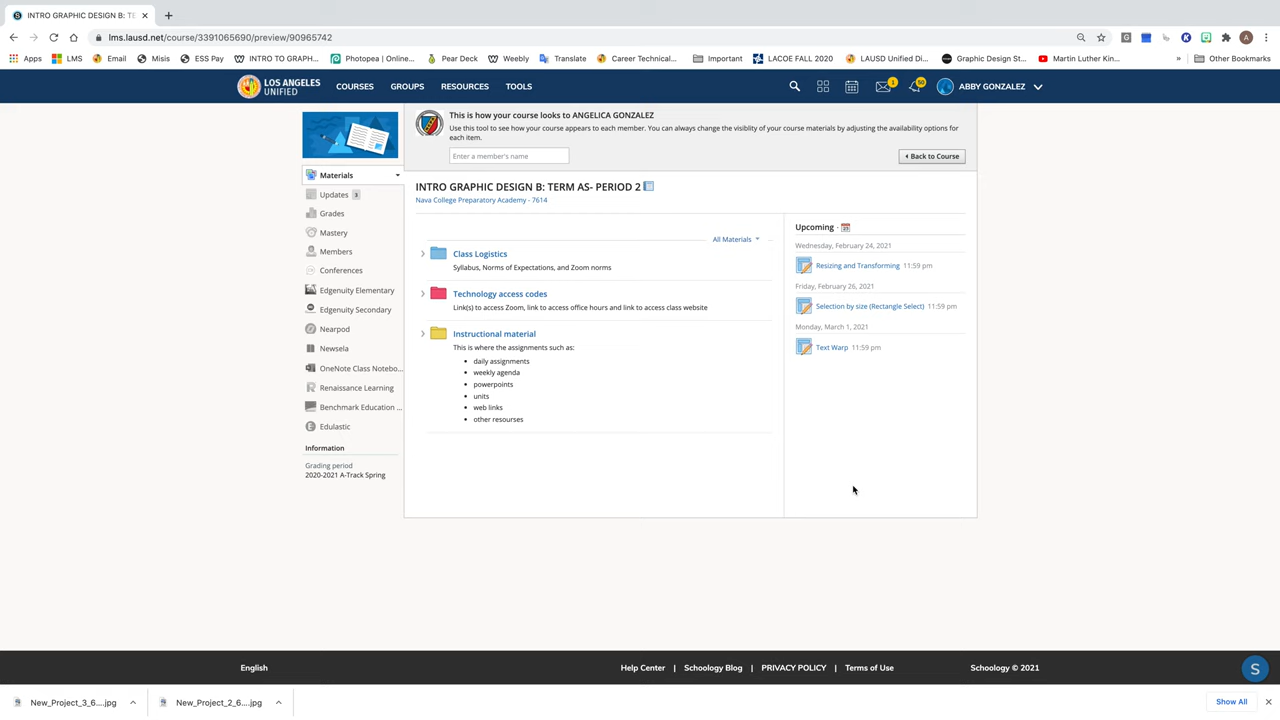 INTRO GRAPHIC DESIGN B: TE
lms.lausd.net/course/3391065690/preview/90965742
Apps LMS Email Misis ESS Pay INTRO TO GRAPH... Photopea | Online... Pear Deck Weebly Translate Career Technical... Important LACOE FALL 2020 LAUSD Unified Di... Graphic Design St... Martin Luther Kin... » Other Bookmarks
LOS ANGELES
UNIFIED
COURSES GROUPS RESOURCES TOOLS 1 50 ABBY GONZALEZ
This is how your course looks to ANGELICA GONZALEZ
Use this tool to see how your course appears to each member. You can always change the visiblity of your course materials by adjusting the availability options for
each item.
Enter a member's name
Back to Course
Materials
Updates 3
Grades
Mastery
Members
Conferences
Edgenuity Elementary
Edgenuity Secondary
Nearpod
Newsela
OneNote Class Notebo...
Renaissance Learning
Benchmark Education ...
Edulastic
Information
Grading period
2020-2021 A-Track Spring
INTRO GRAPHIC DESIGN B: TERM AS- PERIOD 2
Nava College Preparatory Academy - 7614
All Materials
Class Logistics
Syllabus, Norms of Expectations, and Zoom norms
Technology access codes
Link(s) to access Zoom, link to access office hours and link to access class website
Instructional material
This is where the assignments such as:
• daily assignments
• weekly agenda
• powerpoints
• units
• web links
• other resourses
Upcoming ·
Wednesday, February 24, 2021
Resizing and Transforming 11:59 pm
Friday, February 26, 2021
Selection by size (Rectangle Select) 11:59 pm
Monday, March 1, 2021
Text Warp 11:59 pm
English Help Center | Schoology Blog | PRIVACY POLICY | Terms of Use Schoology © 2021
S
New_Project_3_6....jpg New_Project_2_6....jpg Show All